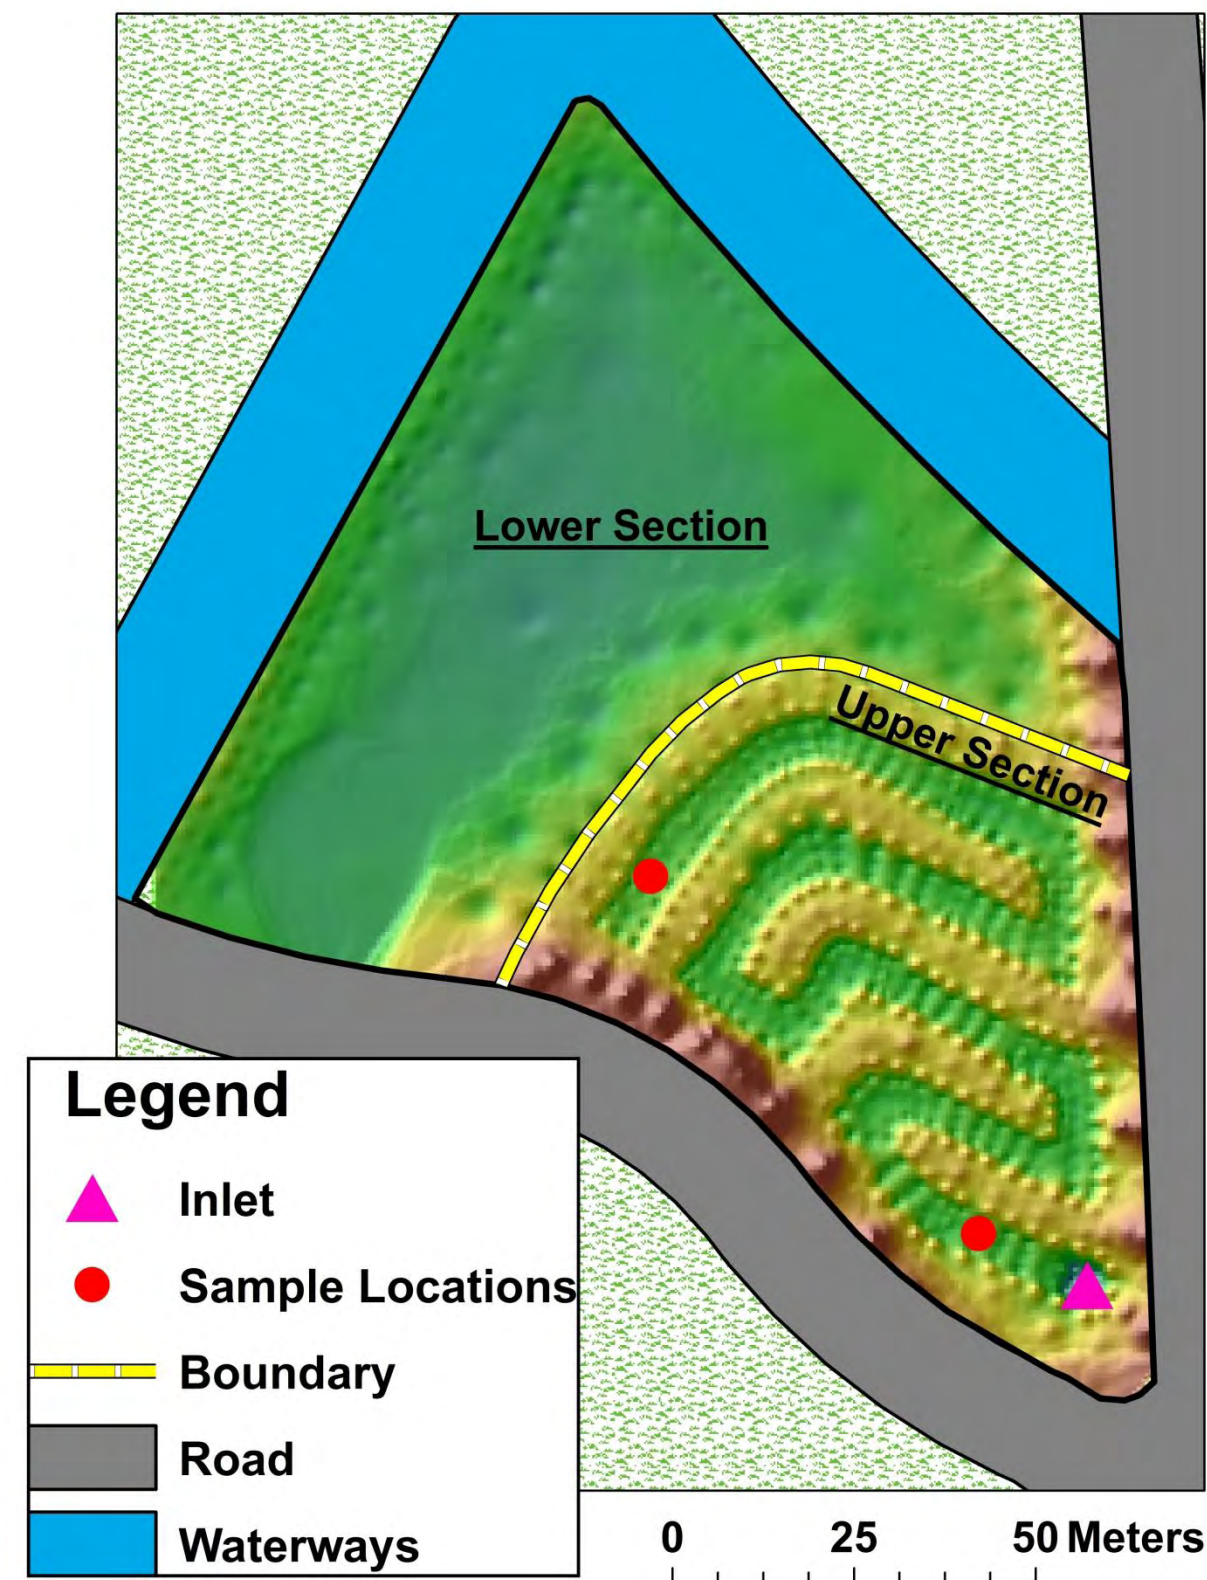 Lower Section
Upper Section
Legend
Inlet
Sample Locations
Boundary
Road
Waterways
0 25 50 Meters